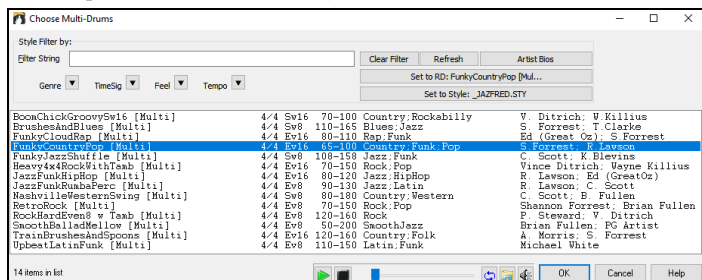 Choose Multi-Drums
Style Filter by:
Filter String
Clear Filter Refresh Artist Bios
Set to RD: FunkyCountryPop [Mul...
Genre TimeSig Feel Tempo
Set to Style: _JAZFRED.STY
BoomChickGroovySw16 [Multi] 4/4 Sw16 70-100 Country;Rockabilly V. Ditrich; W.Killius
BrushesAndBlues [Multi] 4/4 Sw8 110-165 Blues;Jazz S. Forrest; T.Clarke
FunkyCloudRap [Multi] 4/4 Ev16 80-110 Rap;Funk Ed (Great Oz); S.Forrest
FunkyCountryPop [Multi] 4/4 Ev16 65-100 Country;Funk;Pop S.Forrest; R.Lawson
FunkyJazzShuffle [Multi] 4/4 Sw8 108-158 Jazz;Funk C. Scott; K.Blevins
Heavy4x4RockWithTamb [Multi] 4/4 Ev16 70-150 Rock;Pop Vince Ditrich; Wayne Killius
JazzFunkHipHop [Multi] 4/4 Ev16 80-120 Jazz;HipHop R. Lawson; Ed (GreatOz)
JazzFunkRumbaPerc [Multi] 4/4 Ev8 90-130 Jazz;Latin R. Lawson; C. Scott
NashvilleWesternSwing [Multi] 4/4 Sw8 80-180 Country;Western C. Scott; B. Fullen
RetroRock [Multi] 4/4 Ev8 70-150 Rock;Pop Shannon Forrest; Brian Fullen
RockHardEven8 w Tamb [Multi] 4/4 Ev8 120-160 Rock P. Steward; V. Ditrich
SmoothBalladMellow [Multi] 4/4 Ev8 50-200 SmoothJazz Brian Fullen; PG Artist
TrainBrushesAndSpoons [Multi] 4/4 Ev16 120-160 Country;Folk A. Morris; S. Forrest
UpbeatLatinFunk [Multi] 4/4 Ev8 110-150 Latin;Funk Michael White
14 items in list
OK Cancel Help